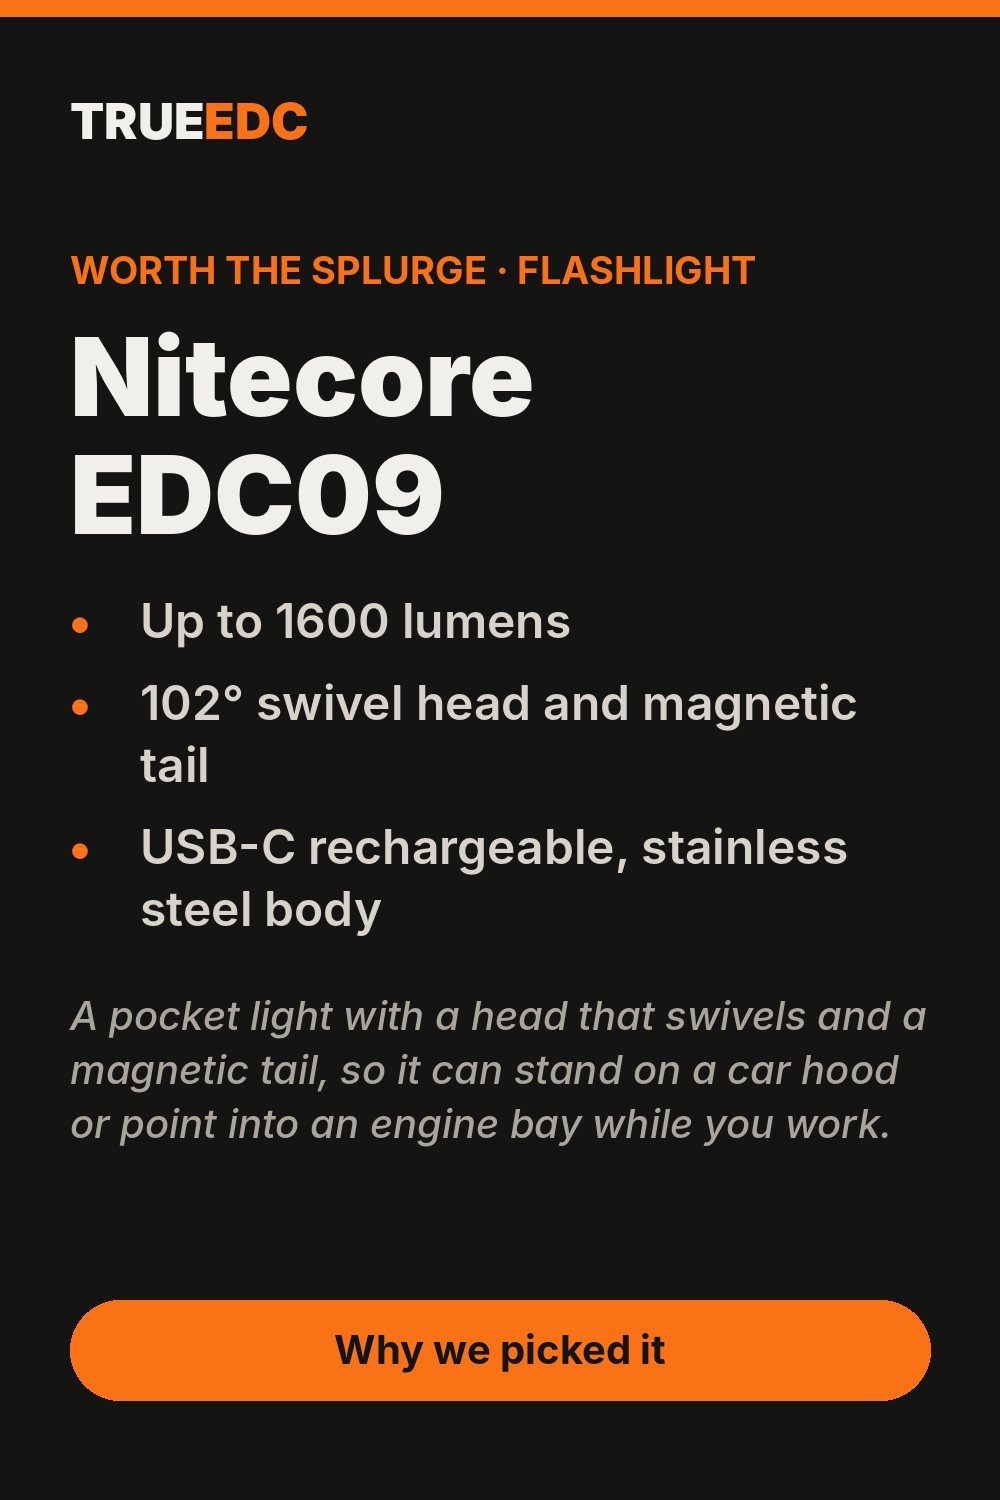 TRUEEDC
WORTH THE SPLURGE · FLASHLIGHT
Nitecore
EDC09
• Up to 1600 lumens
• 102° swivel head and magnetic
tail
• USB-C rechargeable, stainless
steel body
A pocket light with a head that swivels and a
magnetic tail, so it can stand on a car hood
or point into an engine bay while you work.
Why we picked it